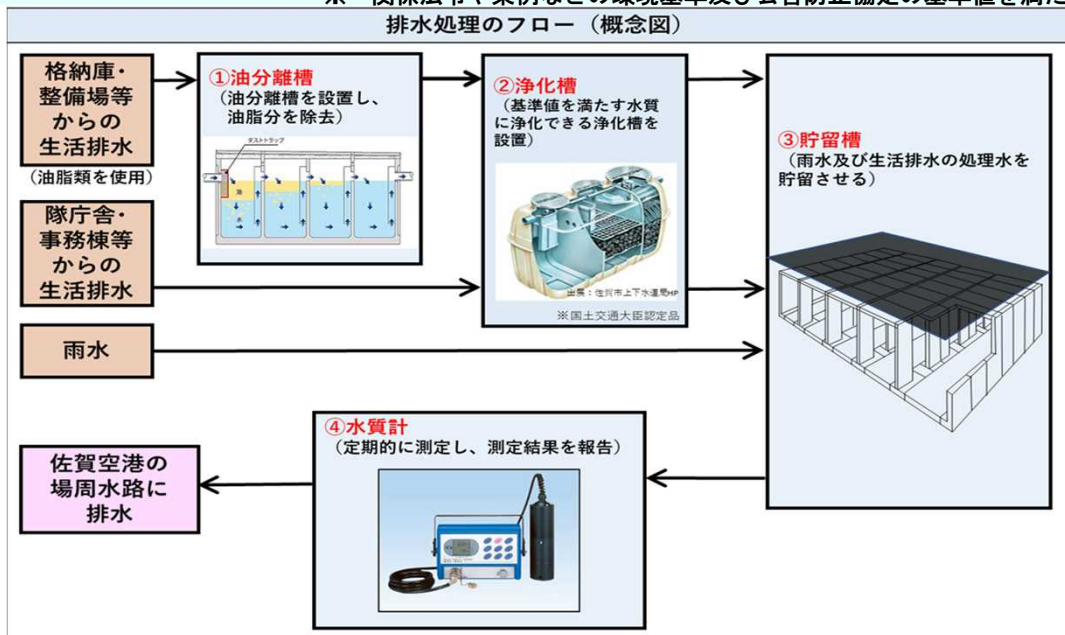 排水処理のフロー（概念図）
格納庫・
整備場等
からの
生活排水
（油脂類を使用）
①油分離槽
（油分離槽を設置し、
油脂分を除去）
ダストトラップ
油
②浄化槽
（基準値を満たす水質
に浄化できる浄化槽を
設置）
出展：佐賀市上下水道局HP
※国土交通大臣認定品
③貯留槽
（雨水及び生活排水の処理水を
貯留させる）
隊庁舎・
事務棟等
からの
生活排水
雨水
④水質計
（定期的に測定し、測定結果を報告）
佐賀空港の
場周水路に
排水